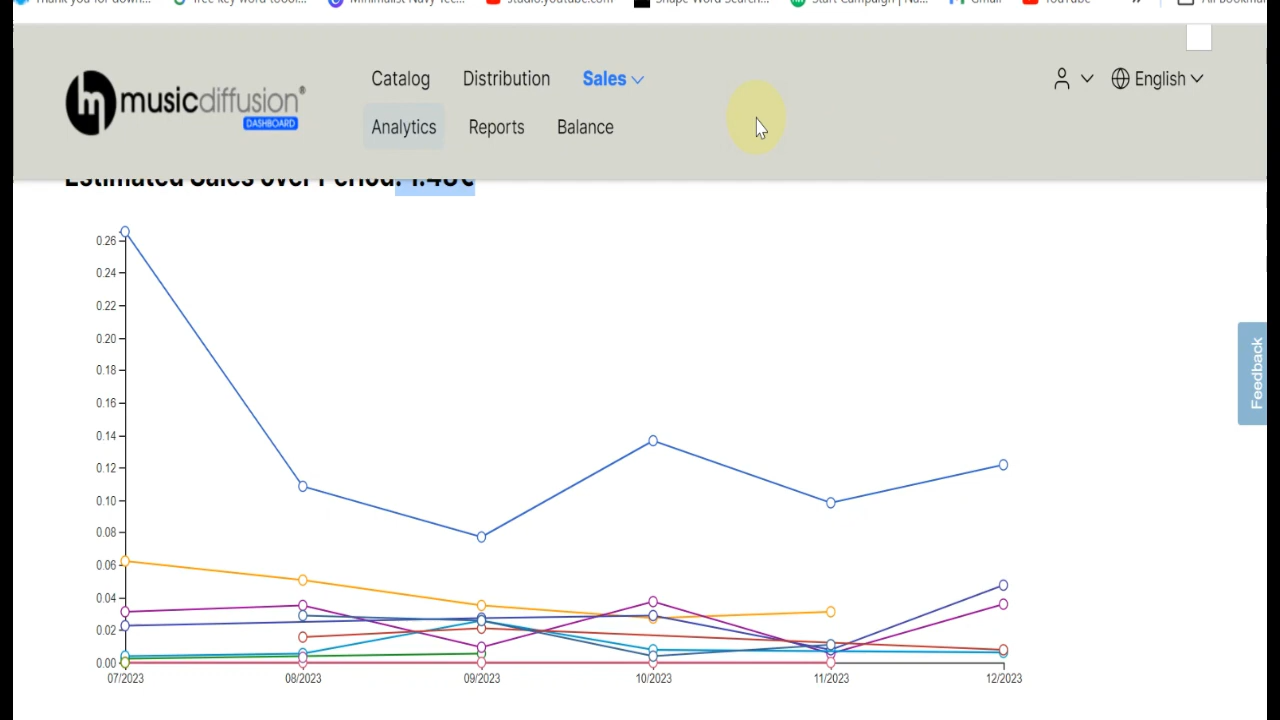 Thank you for down...
free key word toool...
Minimalist Navy Tec...
studio.youtube.com
Shape Word Search...
Start Campaign | Na...
Gmail
YouTube
»
All Bookmar
musicdiffusion®
DASHBOARD
Catalog
Distribution
Sales
English
Analytics
Reports
Balance
Estimated Sales over Period: 1.48€
0.26
0.24
0.22
0.20
0.18
0.16
0.14
0.12
0.10
0.08
0.06
0.04
0.02
0.00
07/2023
08/2023
09/2023
10/2023
11/2023
12/2023
Feedback